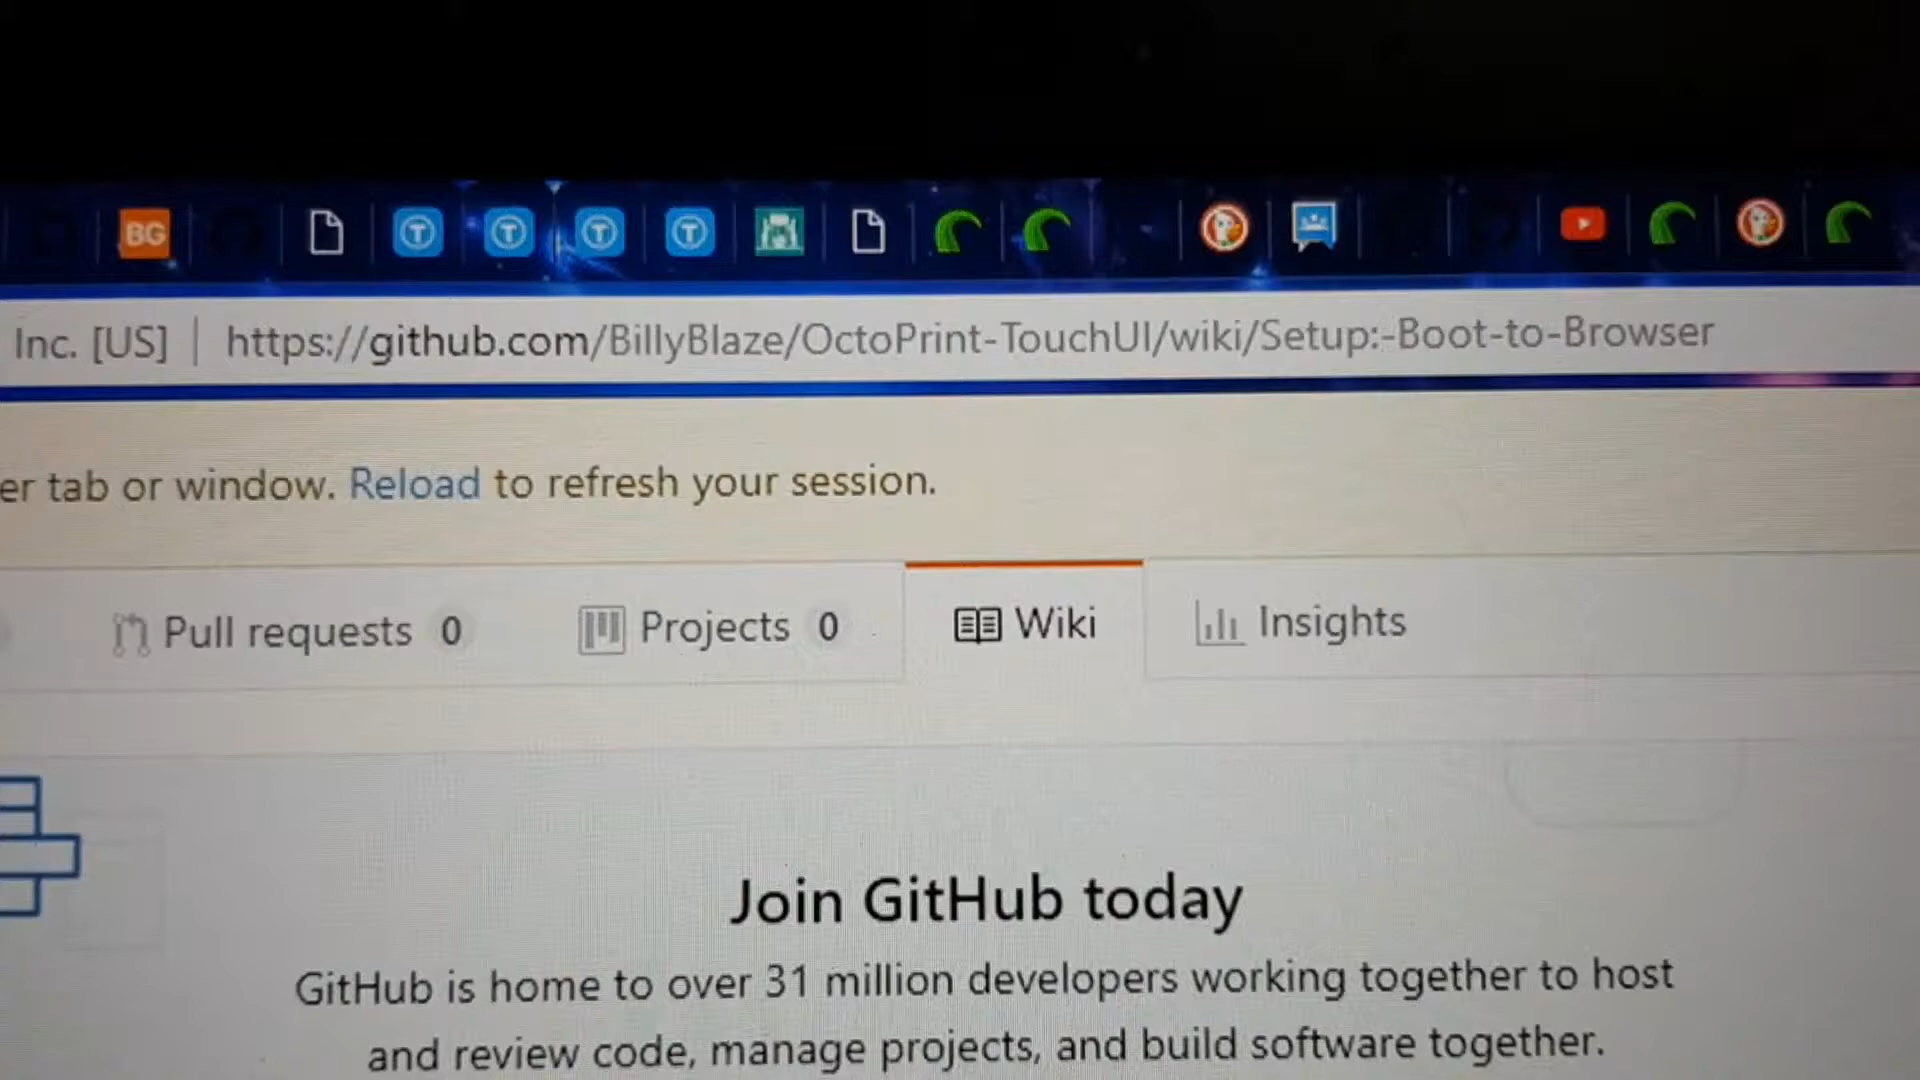 BG
Inc. [US] https://github.com/BillyBlaze/OctoPrint-TouchUI/wiki/Setup:-Boot-to-Browser
er tab or window. Reload to refresh your session.
Pull requests 0 Projects 0 Wiki Insights
Join GitHub today
GitHub is home to over 31 million developers working together to host
and review code, manage projects, and build software together.